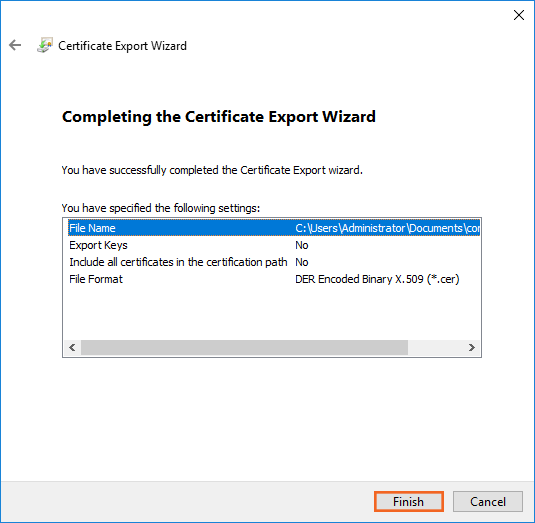 Certificate Export Wizard
Completing the Certificate Export Wizard
You have successfully completed the Certificate Export wizard.
You have specified the following settings:
File Name C:\Users\Administrator\Documents\cor
Export Keys No
Include all certificates in the certification path No
File Format DER Encoded Binary X.509 (*.cer)
Finish Cancel